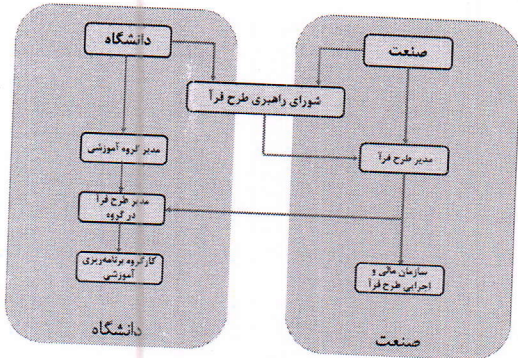 صنعت
دانشگاه
شورای راهبری طرح فرآ
مدیر طرح فرآ
مدیر گروه آموزشی
مدیر طرح فرآ
در گروه
سازمان مالی و
اجرایی طرح فرآ
کارگروه برنامه‌ریزی
آموزشی
صنعت
دانشگاه